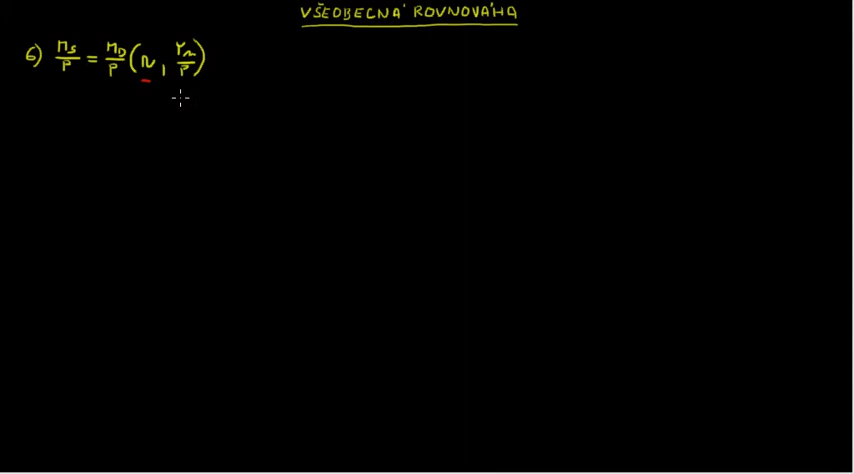 VŠEOBECNÁ ROVNOVÁHA
6) Ms/P = MD/P (r, Yn/P)